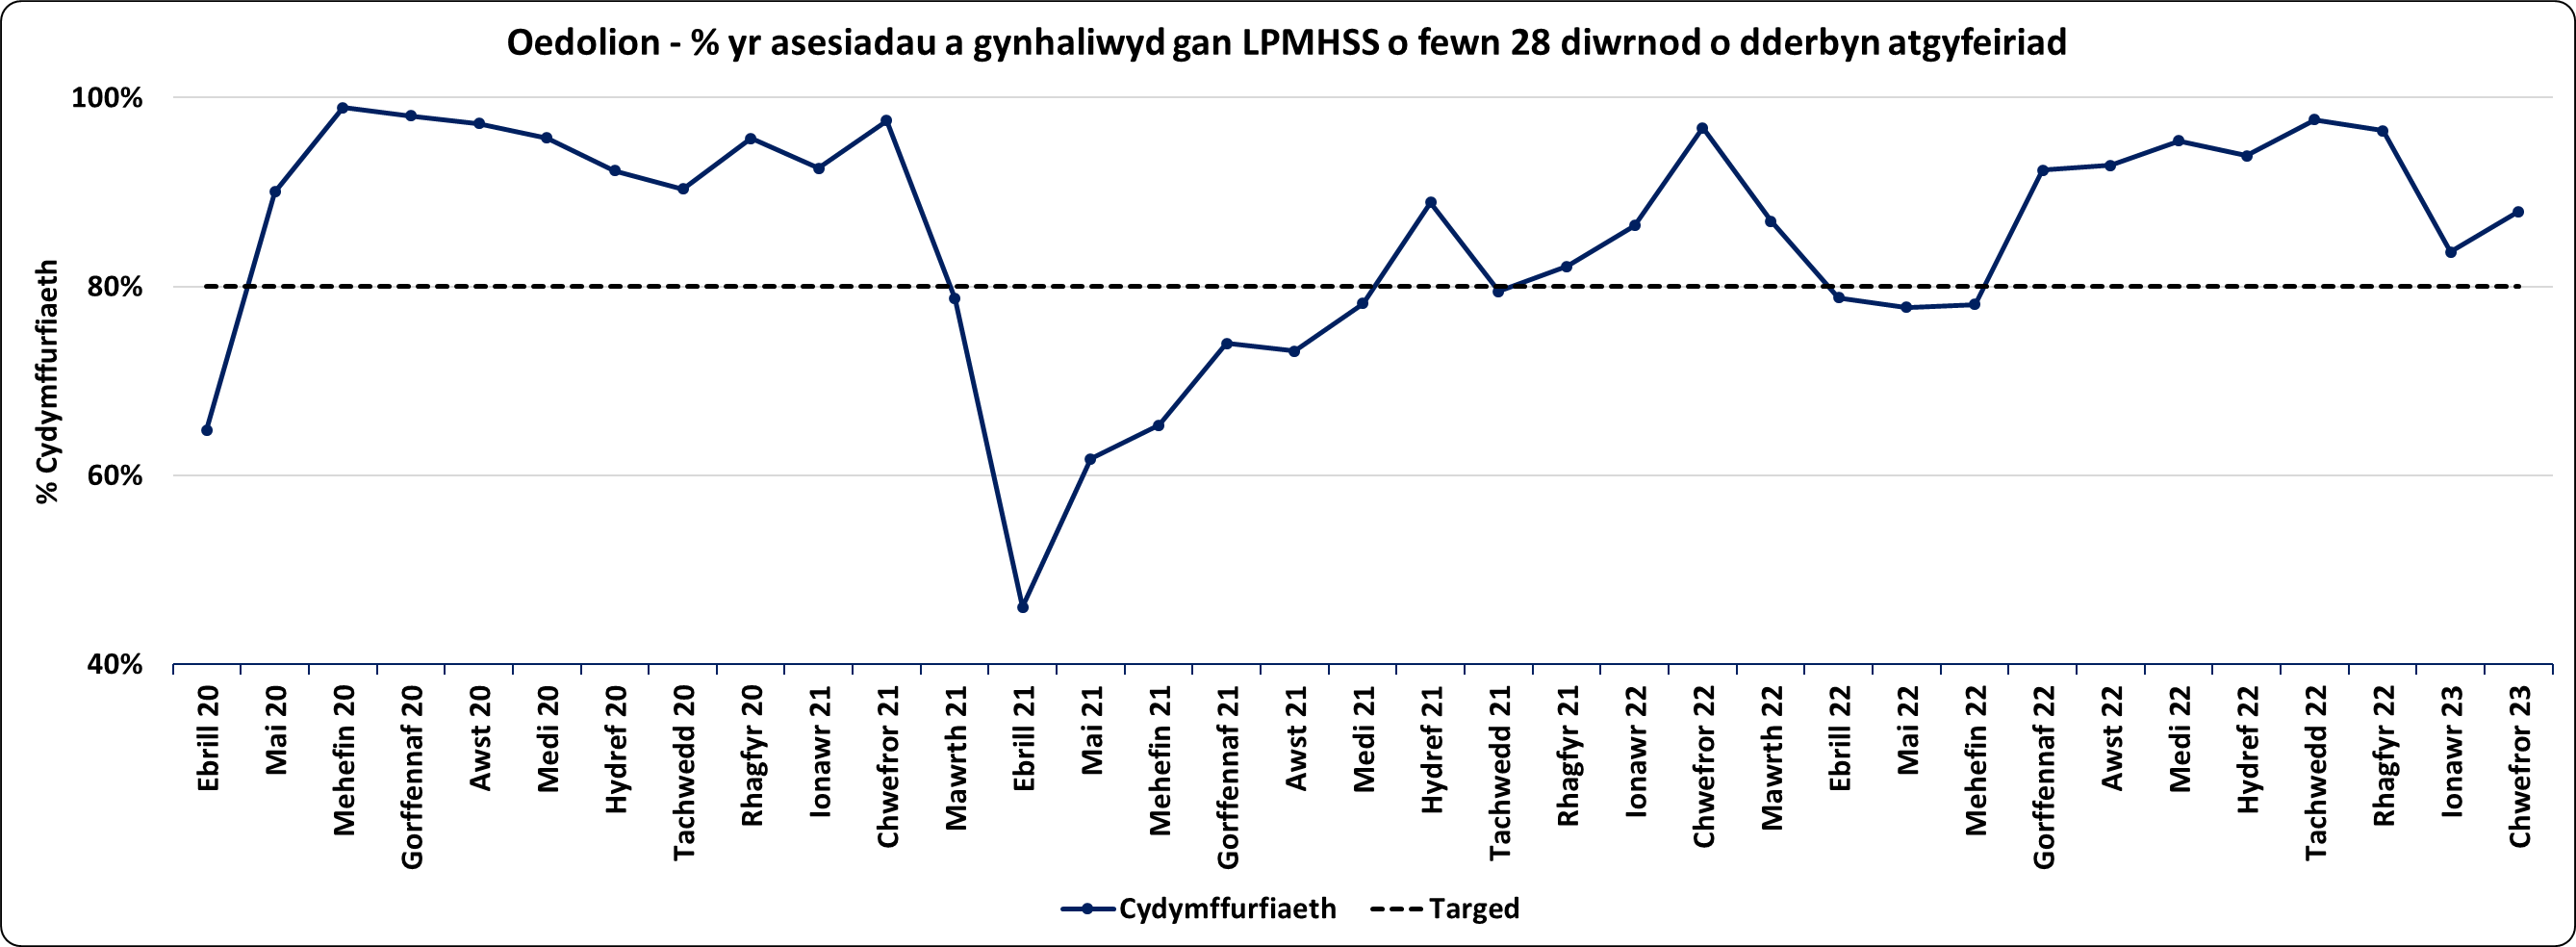 Oedolion - % yr asesiadau a gynhaliwyd gan LPMHSS o fewn 28 diwrnod o dderbyn atgyfeiriad
% Cydymffurfiaeth
100%
80%
60%
40%
Ebrill 20
Mai 20
Mehefin 20
Gorffennaf 20
Awst 20
Medi 20
Hydref 20
Tachwedd 20
Rhagfyr 20
Ionawr 21
Chwefror 21
Mawrth 21
Ebrill 21
Mai 21
Mehefin 21
Gorffennaf 21
Awst 21
Medi 21
Hydref 21
Tachwedd 21
Rhagfyr 21
Ionawr 22
Chwefror 22
Mawrth 22
Ebrill 22
Mai 22
Mehefin 22
Gorffennaf 22
Awst 22
Medi 22
Hydref 22
Tachwedd 22
Rhagfyr 22
Ionawr 23
Chwefror 23
Cydymffurfiaeth
Targed